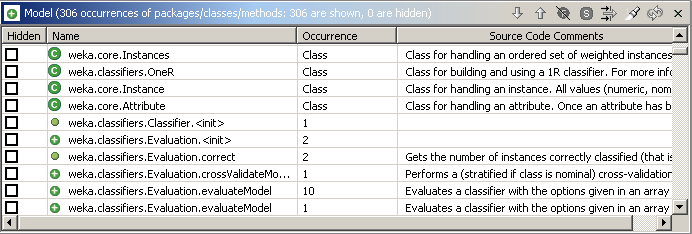 Model (306 occurrences of packages/classes/methods: 306 are shown, 0 are hidden)
Hidden Name Occurrence Source Code Comments
C weka.core.Instances Class Class for handling an ordered set of weighted instances
C weka.classifiers.OneR Class Class for building and using a 1R classifier. For more info
C weka.core.Instance Class Class for handling an instance. All values (numeric, nom
C weka.core.Attribute Class Class for handling an attribute. Once an attribute has b
weka.classifiers.Classifier.<init> 1
weka.classifiers.Evaluation.<init> 2
weka.classifiers.Evaluation.correct 2 Gets the number of instances correctly classified (that is
weka.classifiers.Evaluation.crossValidateMo... 1 Performs a (stratified if class is nominal) cross-validation
weka.classifiers.Evaluation.evaluateModel 10 Evaluates a classifier with the options given in an array
weka.classifiers.Evaluation.evaluateModel 1 Evaluates a classifier with the options given in an array